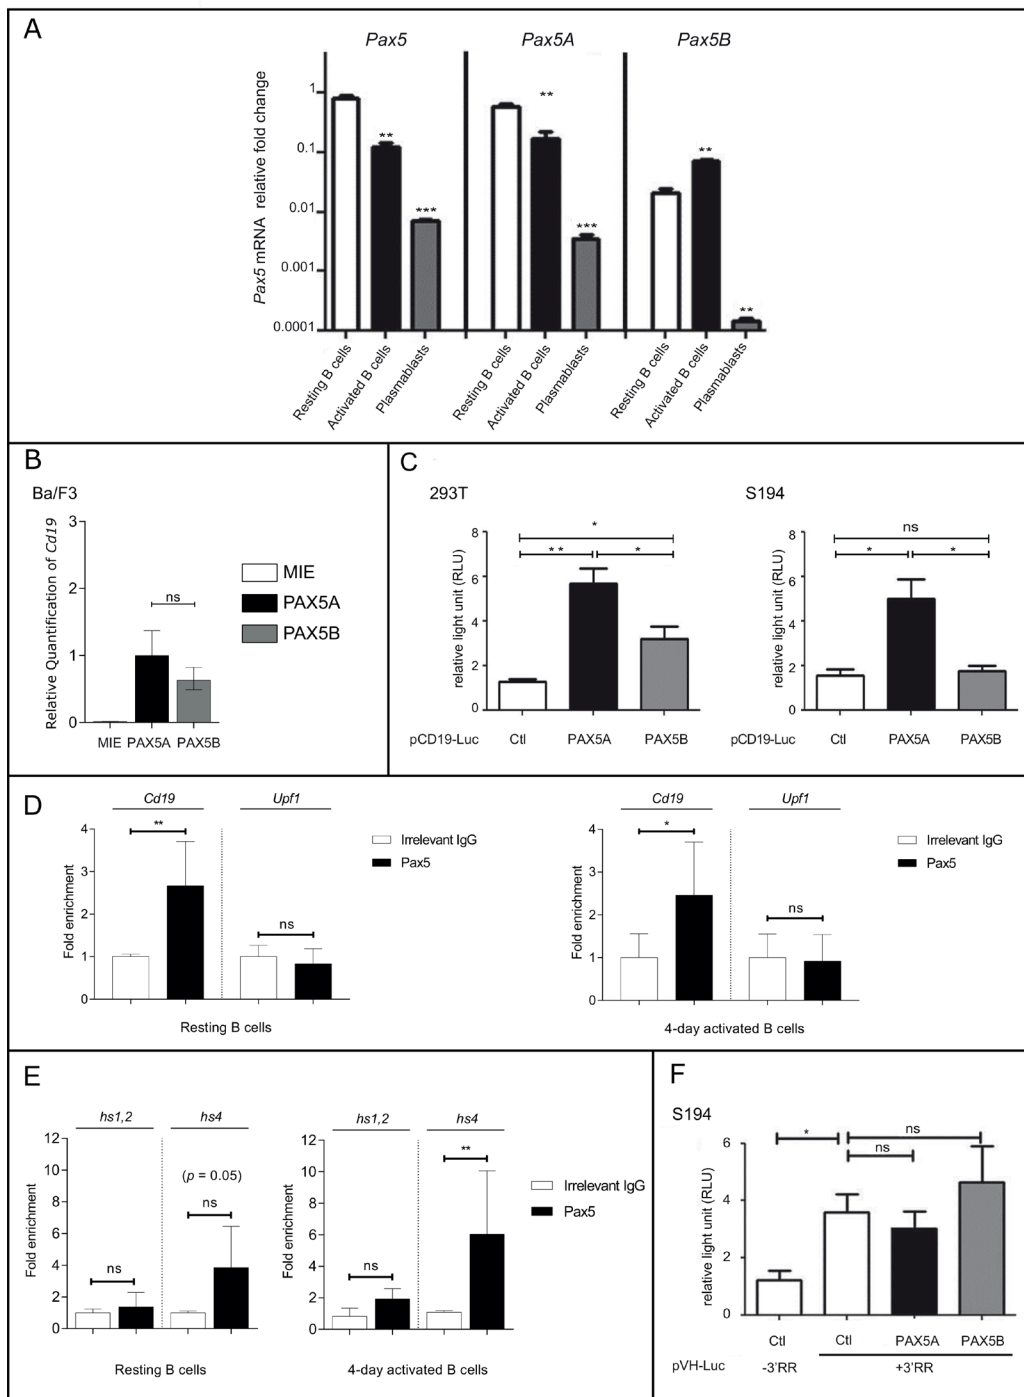 A
Pax5 Pax5A Pax5B
Pax5 mRNA relative fold change
1
0.1
0.01
0.001
0.0001
** *** ** *** ** **
Resting B cells Activated B cells Plasmablasts Resting B cells Activated B cells Plasmablasts Resting B cells Activated B cells Plasmablasts
B
Ba/F3
Relative Quantification of Cd19
3
2
1
0
ns
MIE PAX5A PAX5B
MIE
PAX5A
PAX5B
C
293T
relative light unit (RLU)
8
6
4
2
0
*
** *
pCD19-Luc Ctl PAX5A PAX5B
S194
relative light unit (RLU)
8
6
4
2
0
ns
* *
pCD19-Luc Ctl PAX5A PAX5B
D
Cd19 Upf1
Fold enrichment
4
3
2
1
0
** ns
Irrelevant IgG
Pax5
Resting B cells
Cd19 Upf1
Fold enrichment
4
3
2
1
0
* ns
Irrelevant IgG
Pax5
4-day activated B cells
E
hs1,2 hs4
Fold enrichment
12
10
8
6
4
2
0
(p = 0.05)
ns ns
Resting B cells
hs1,2 hs4
Fold enrichment
12
10
8
6
4
2
0
ns **
Irrelevant IgG
Pax5
4-day activated B cells
F
S194
relative light unit (RLU)
6
4
2
0
* ns
ns
Ctl Ctl PAX5A PAX5B
pVH-Luc -3'RR +3'RR